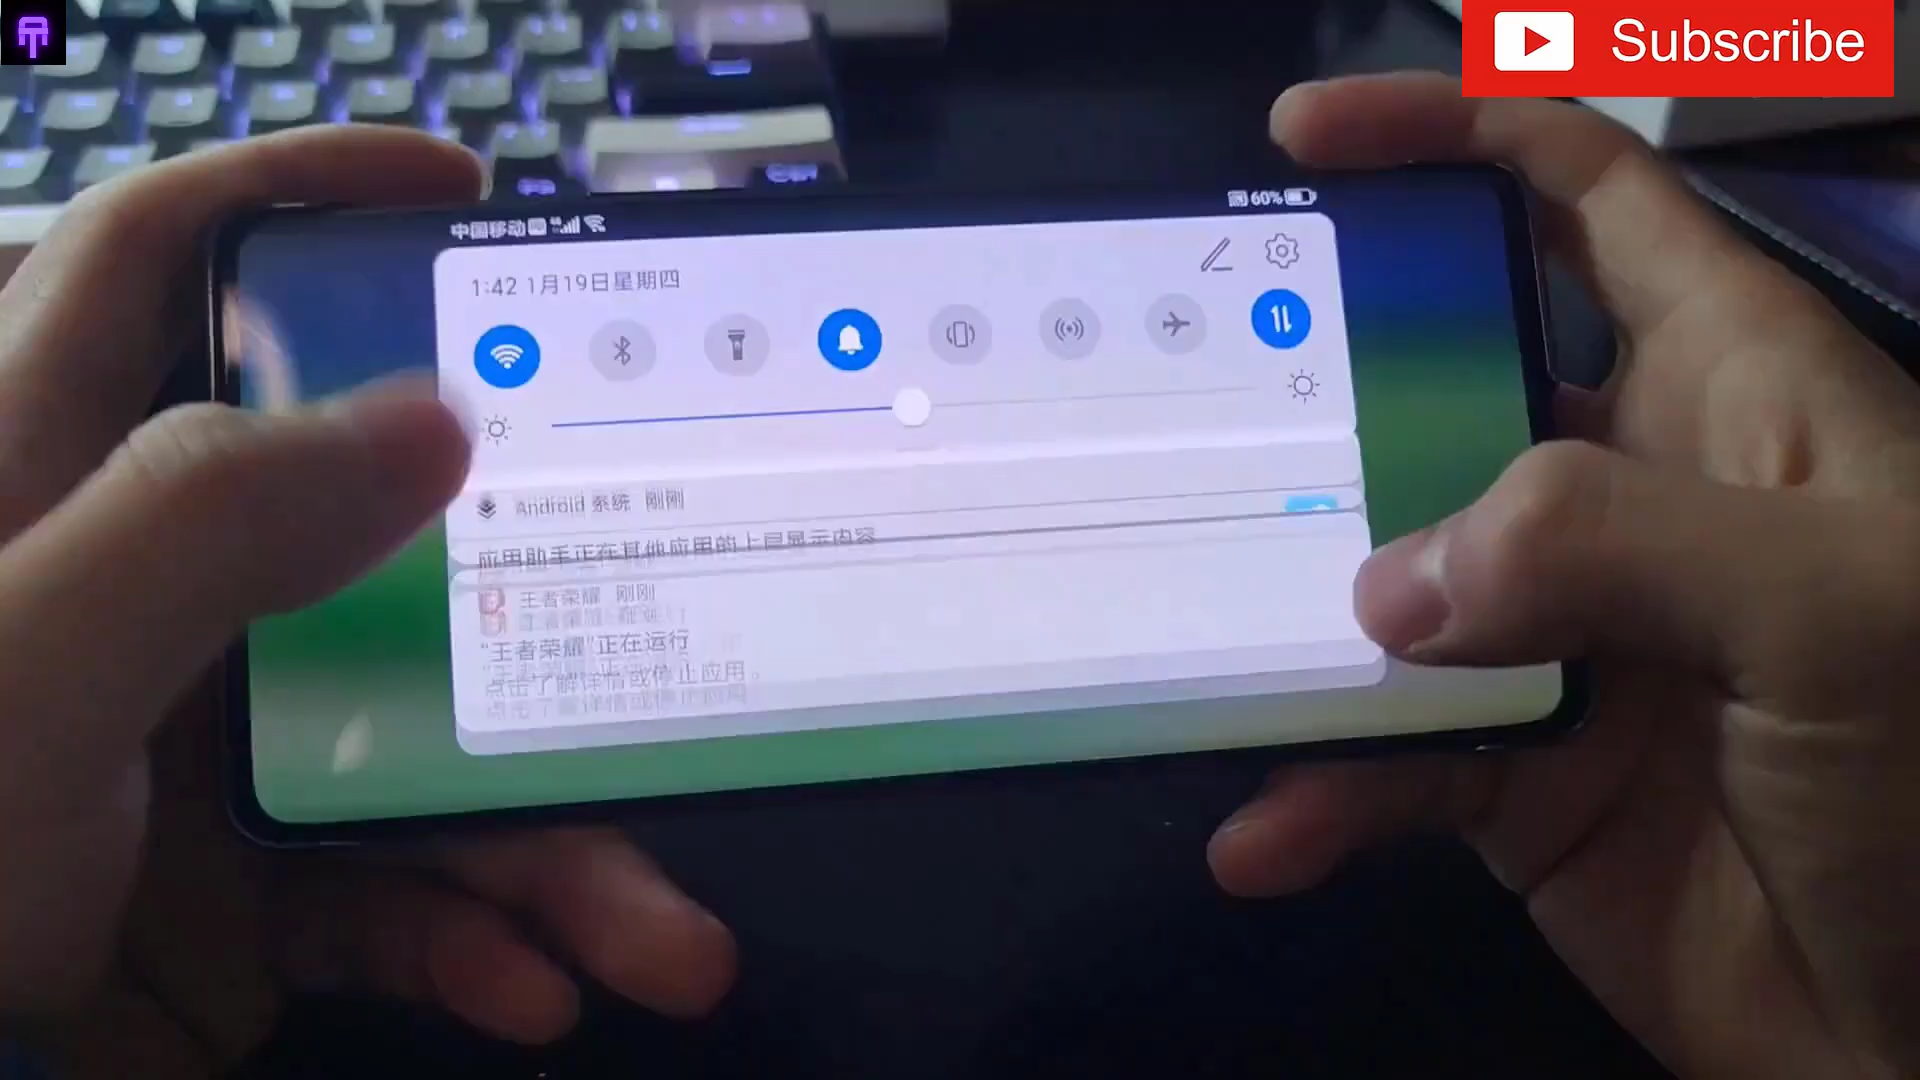 Subscribe
中国移动
60%
1:42 1月19日星期四
Android 系统 刚刚
应用助手正在其他应用的上层显示内容
王者荣耀 刚刚
“王者荣耀”正在运行
点击了解详情或停止应用。